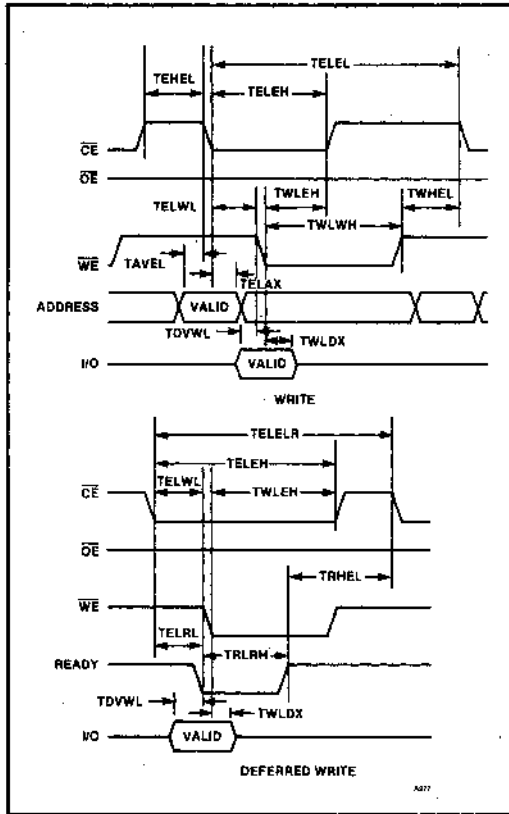 TELEL
TEHEL TELEH
CE
OE
TELWL TWLEH TWHEL
TWLWH
WE
TAVEL
TELAX
ADDRESS VALID
TDVWL
TWLDX
I/O VALID
WRITE
TELELR
TELEH
TELWL
CE TWLEH
OE
TRHEL
WE
TELRL
TRLRH
READY
TDVWL
TWLDX
I/O VALID
DEFERRED WRITE